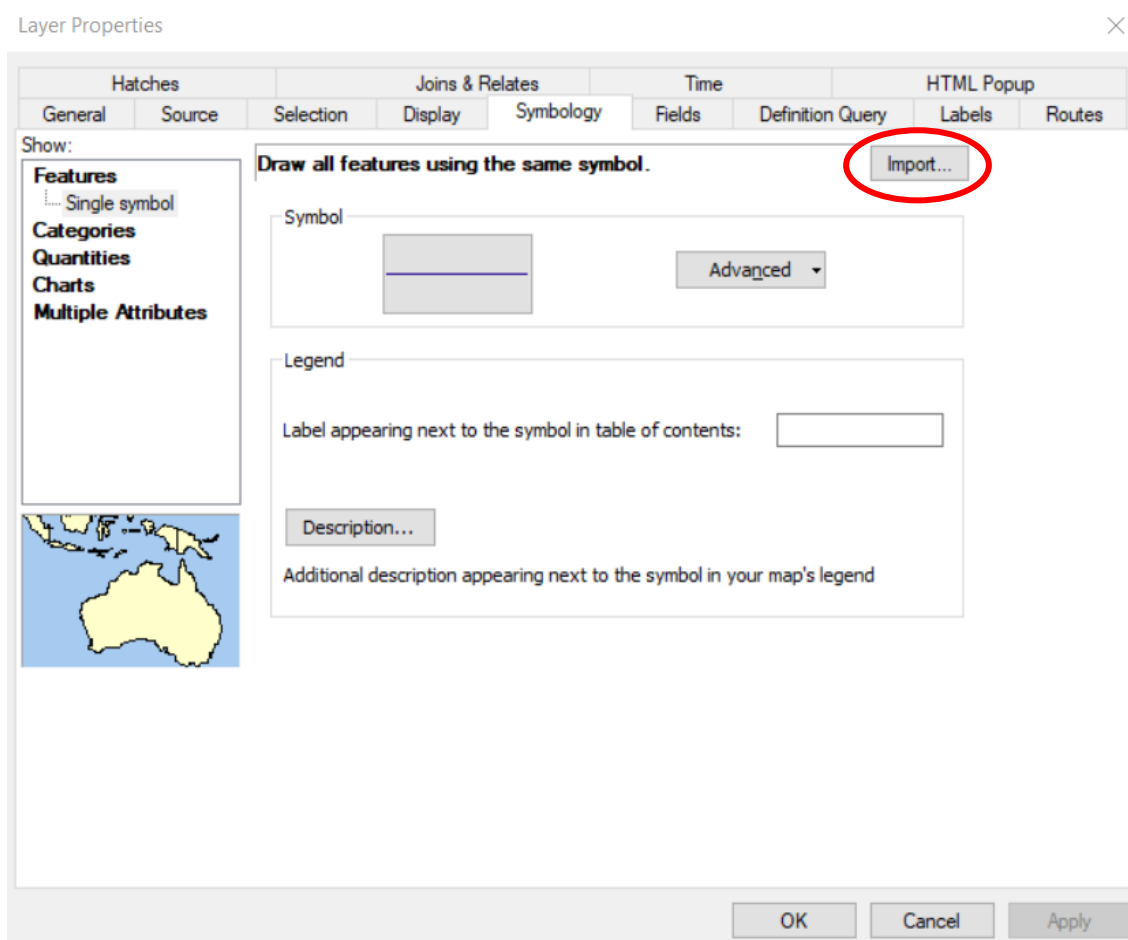 Layer Properties
Hatches Joins & Relates Time HTML Popup
General Source Selection Display Symbology Fields Definition Query Labels Routes
Show:
Features
Single symbol
Categories
Quantities
Charts
Multiple Attributes
Draw all features using the same symbol.
Import...
Symbol
Advanced
Legend
Label appearing next to the symbol in table of contents:
Description...
Additional description appearing next to the symbol in your map's legend
OK Cancel Apply